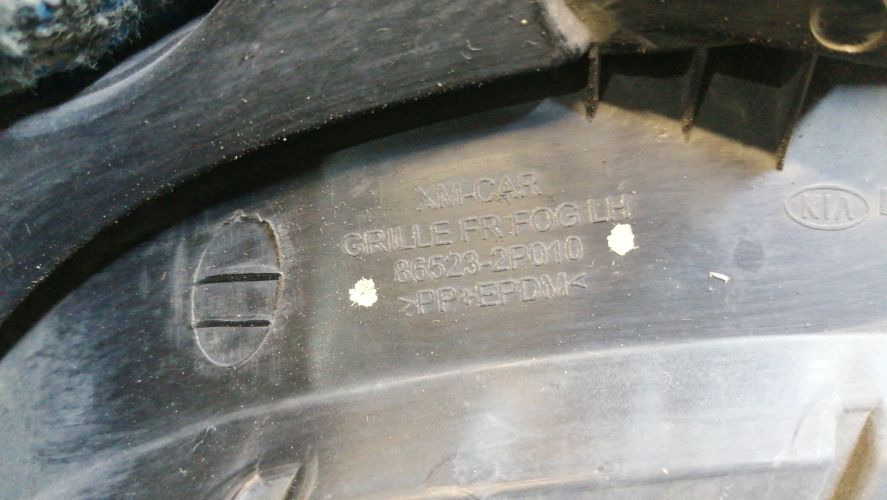 XM-CAR
GRILLE FR FOG LH
86523-2P010
>PP+EPDM<
KIA